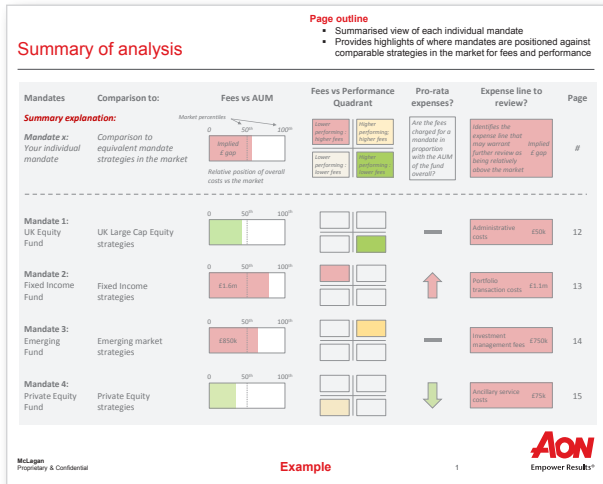 Page outline
▪ Summarised view of each individual mandate
▪ Provides highlights of where mandates are positioned against
comparable strategies in the market for fees and performance
Summary of analysis
Mandates
Comparison to:
Fees vs AUM
Fees vs Performance
Quadrant
Pro-rata
expenses?
Expense line to
review?
Page
Summary explanation:
Mandate x:
Your individual
mandate
Comparison to
equivalent mandate
strategies in the market
Market percentiles
0 50th 100th
Implied
£ gap
Relative position of overall
costs vs the market
Lower
performing:
higher fees
Higher
performing:
higher fees
Lower
performing:
lower fees
Higher
performing:
lower fee
Are the fees
charged for a
mandate in
proportion
with the AUM
of the fund
overall?
Identifies the
expense line that
may warrant
further review as
being relatively
above the market
implied
£ gap
#
Mandate 1:
UK Equity
Fund
UK Large Cap Equity
strategies
0 50th 100th
Administrative
costs
£50k
12
Mandate 2:
Fixed Income
Fund
Fixed Income
strategies
0 50th 100th
£1.6m
Portfolio
transaction costs
£1.1m
13
Mandate 3:
Emerging
Fund
Emerging market
strategies
0 50th 100th
£850k
Investment
management fees
£750k
14
Mandate 4:
Private Equity
Fund
Private Equity
strategies
0 50th 100th
Ancillary service
costs
£75k
15
McLagan
Proprietary & Confidential
Example
1
AON
Empower Results®